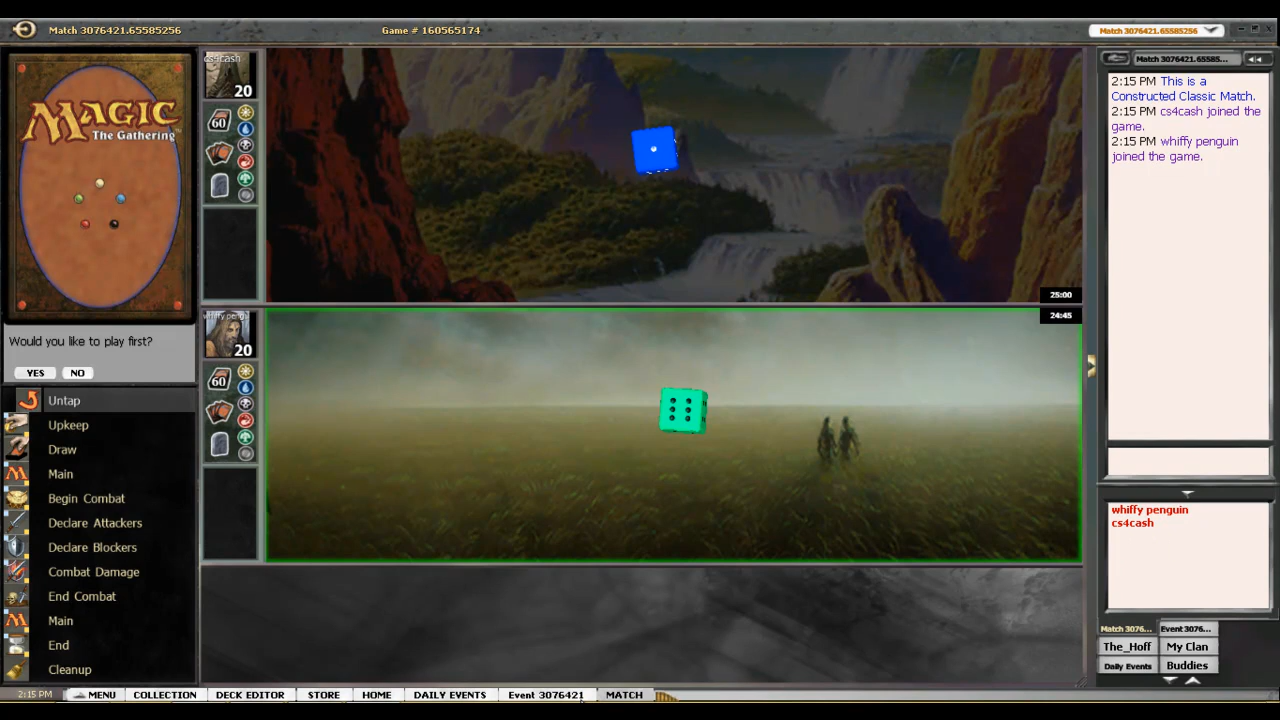 Match 3076421.65585256
Game # 160565174
Match 3076421.65585256
MAGIC
The Gathering
Would you like to play first?
YES NO
Untap
Upkeep
Draw
Main
Begin Combat
Declare Attackers
Declare Blockers
Combat Damage
End Combat
Main
End
Cleanup
cs4cash
20
60
25:00
24:45
20
60
Match 3076421.65585...
2:15 PM This is a
Constructed Classic Match.
2:15 PM cs4cash joined the
game.
2:15 PM whiffy penguin
joined the game.
whiffy penguin
cs4cash
Match 3076... Event 3076...
The_Hoff My Clan
Daily Events Buddies
2:15 PM MENU COLLECTION DECK EDITOR STORE HOME DAILY EVENTS Event 3076421 MATCH